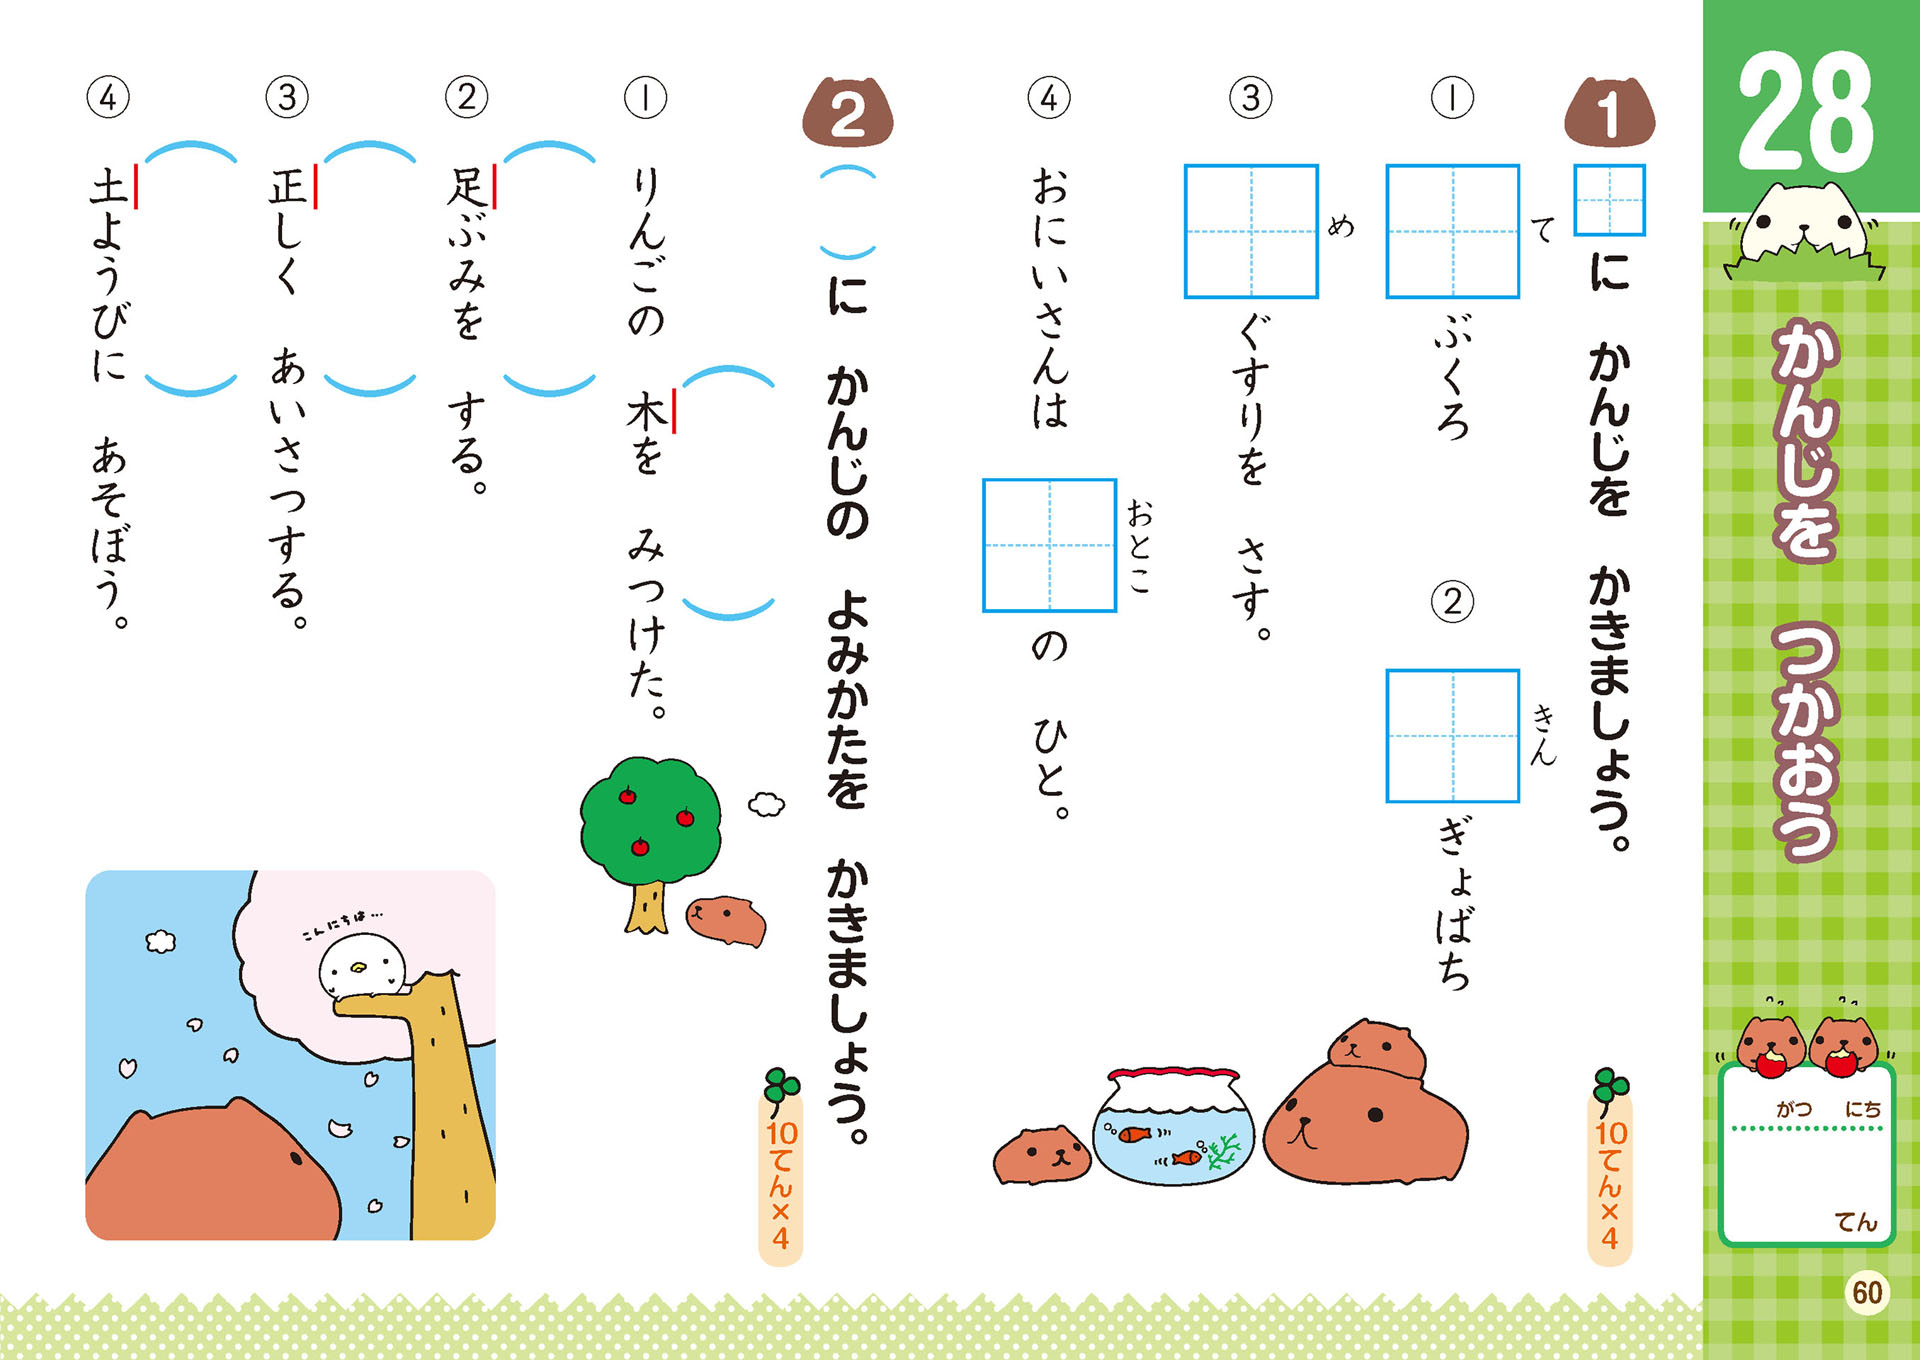 28
かんじを つかおう
がつ にち
てん
60
1
に かんじを かきましょう。
10てん×4
①
て
ぶくろ
②
きん
ぎょばち
③
め
ぐすりを さす。
④
おにいさんは
おとこ
の ひと。
2
( )に かんじの よみかたを かきましょう。
10てん×4
①
りんごの 木を みつけた。
( )
②
足ぶみを する。
( )
③
正しく あいさつする。
( )
④
土ようびに あそぼう。
( )
こんにちは…